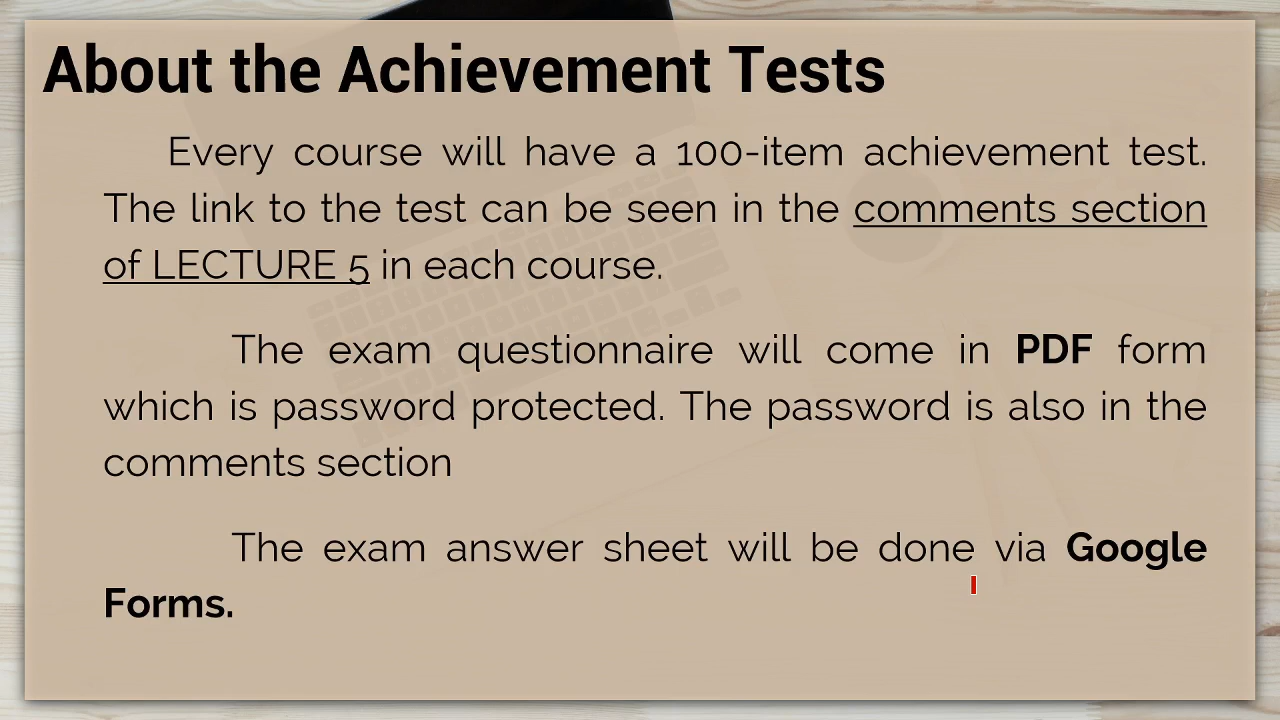 About the Achievement Tests
Every course will have a 100-item achievement test.
The link to the test can be seen in the comments section
of LECTURE 5 in each course.
The exam questionnaire will come in PDF form
which is password protected. The password is also in the
comments section
The exam answer sheet will be done via Google
Forms.